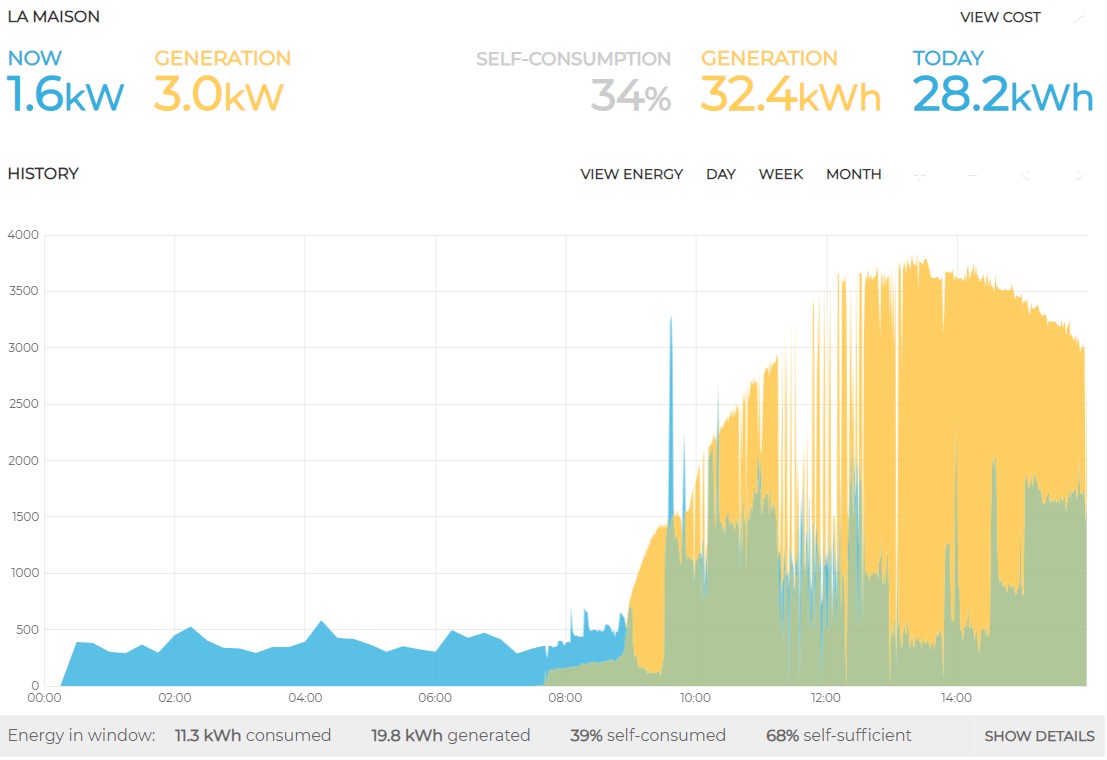 LA MAISON VIEW COST
NOW GENERATION SELF-CONSUMPTION GENERATION TODAY
1.6kW 3.0kW 34% 32.4kWh 28.2kWh
HISTORY VIEW ENERGY DAY WEEK MONTH
4000
3500
3000
2500
2000
1500
1000
500
0
00:00 02:00 04:00 06:00 08:00 10:00 12:00 14:00
Energy in window: 11.3 kWh consumed 19.8 kWh generated 39% self-consumed 68% self-sufficient SHOW DETAILS